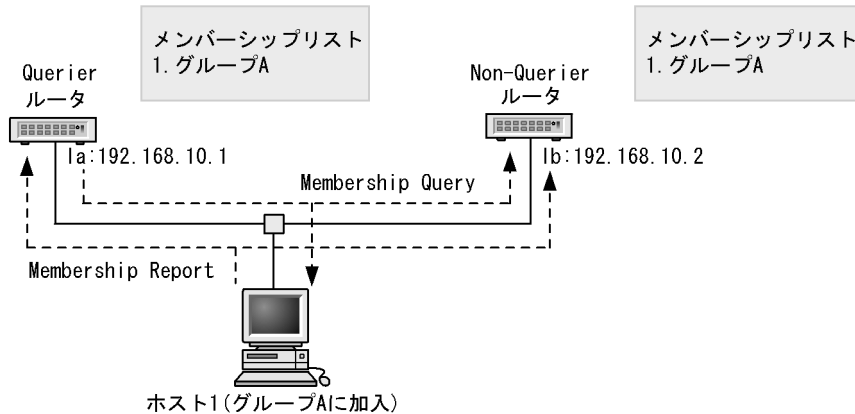 メンバーシップリスト
1.グループA
メンバーシップリスト
1.グループA
Querier
ルータ
Non-Querier
ルータ
Ia:192.168.10.1
Ib:192.168.10.2
Membership Query
Membership Report
ホスト1(グループAに加入)